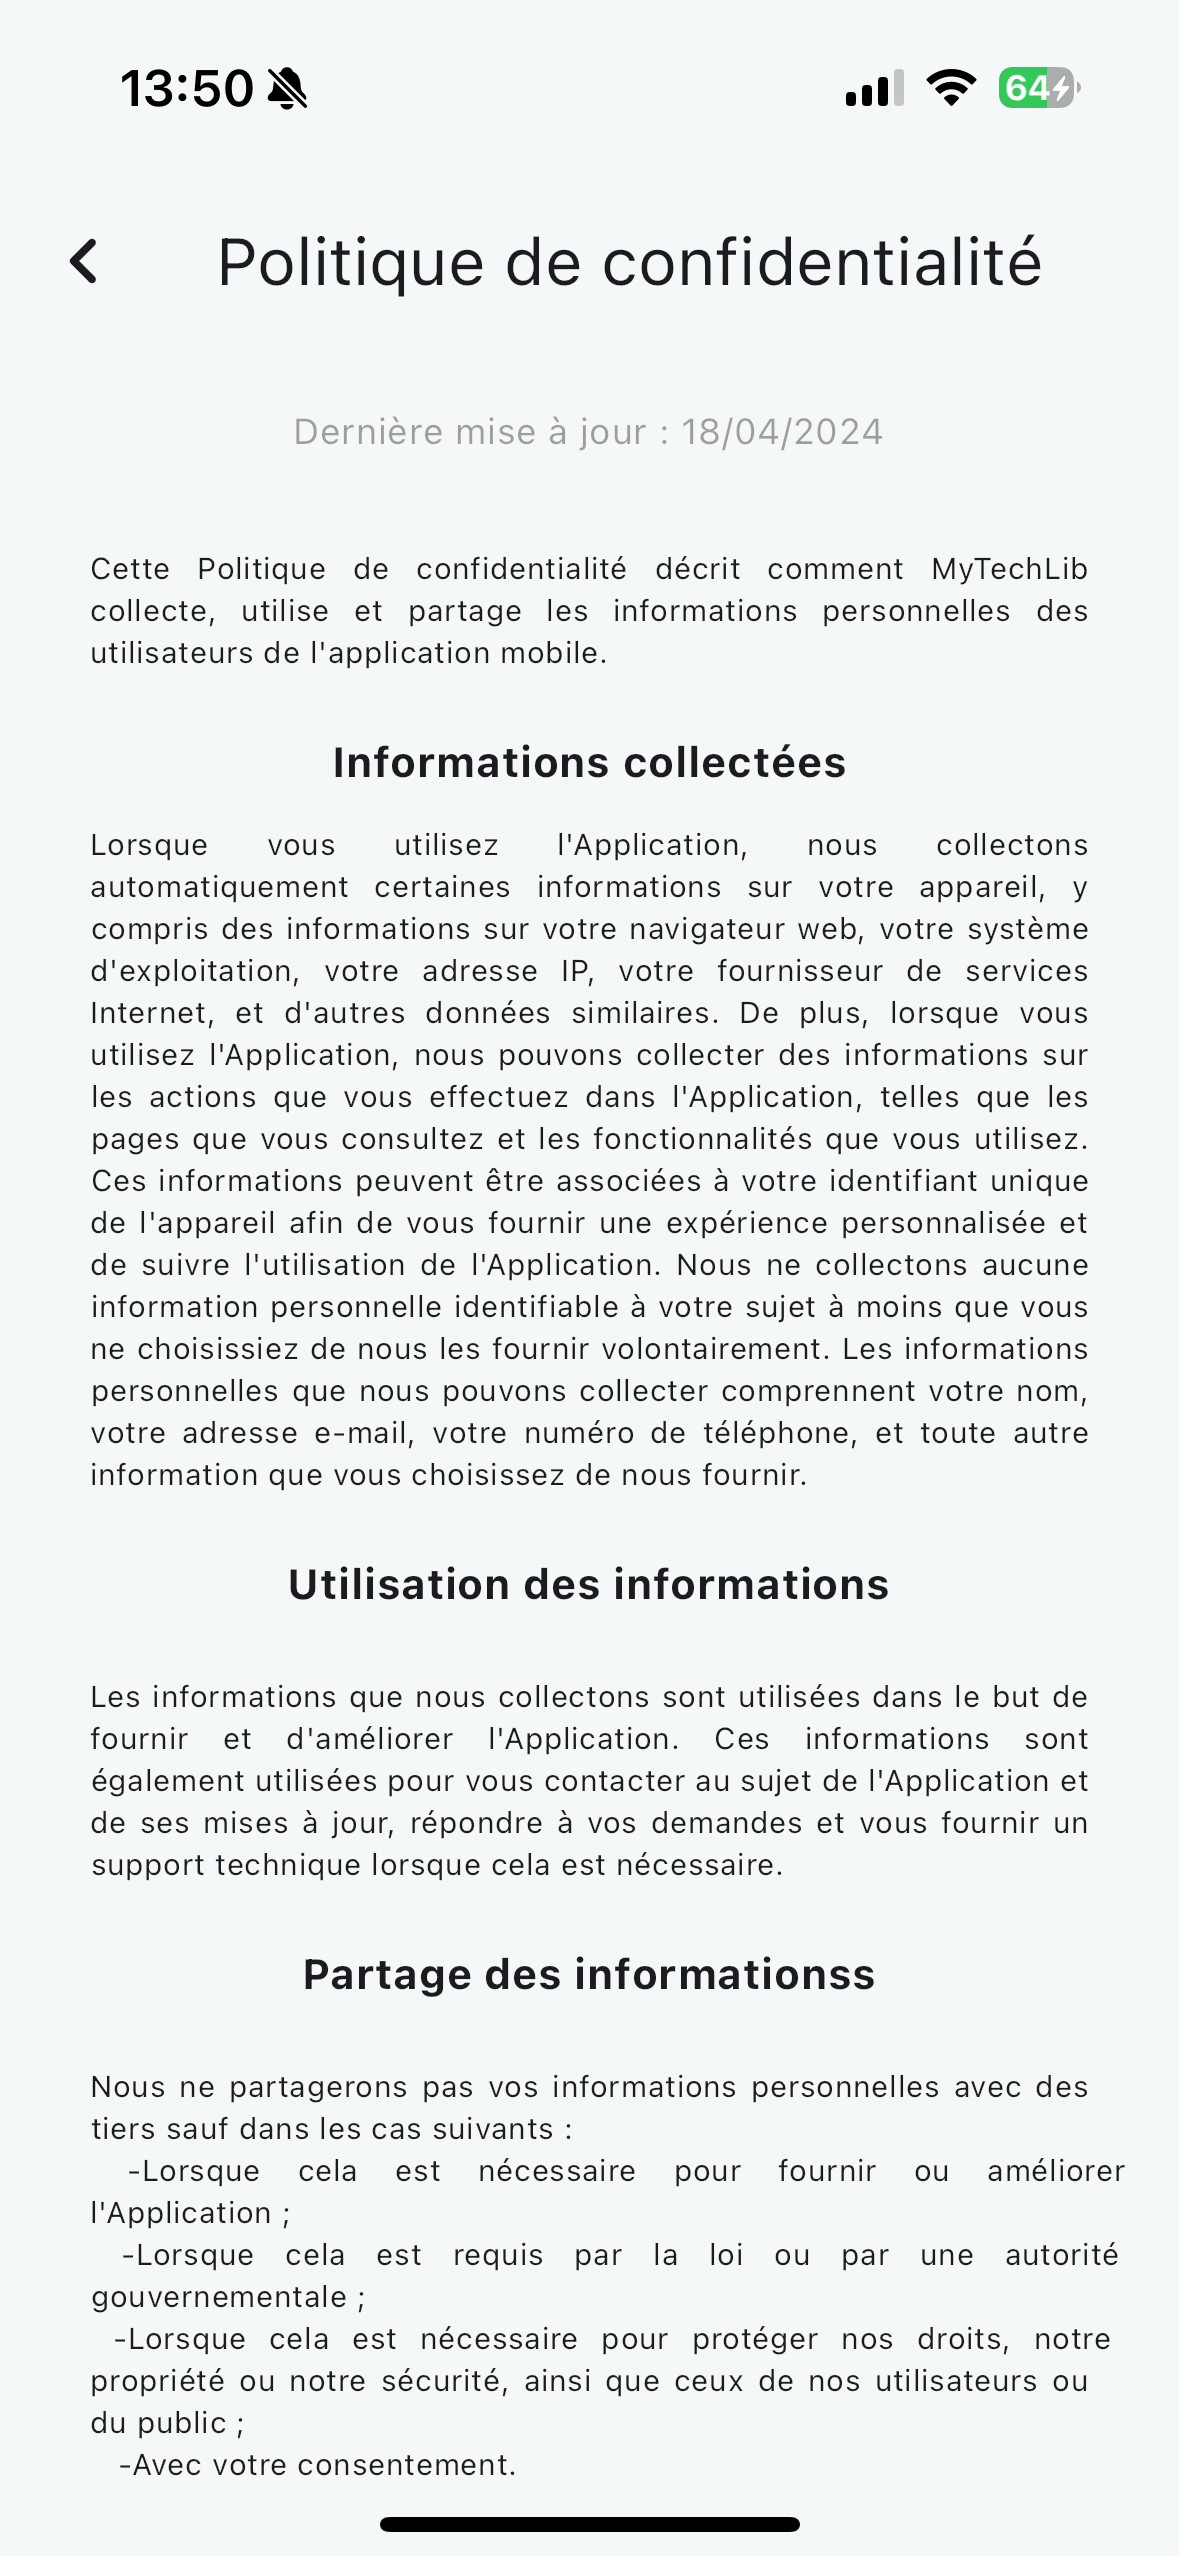 13:50
64
Politique de confidentialité
Dernière mise à jour : 18/04/2024
Cette Politique de confidentialité décrit comment MyTechLib
collecte, utilise et partage les informations personnelles des
utilisateurs de l'application mobile.
Informations collectées
Lorsque vous utilisez l'Application, nous collectons
automatiquement certaines informations sur votre appareil, y
compris des informations sur votre navigateur web, votre système
d'exploitation, votre adresse IP, votre fournisseur de services
Internet, et d'autres données similaires. De plus, lorsque vous
utilisez l'Application, nous pouvons collecter des informations sur
les actions que vous effectuez dans l'Application, telles que les
pages que vous consultez et les fonctionnalités que vous utilisez.
Ces informations peuvent être associées à votre identifiant unique
de l'appareil afin de vous fournir une expérience personnalisée et
de suivre l'utilisation de l'Application. Nous ne collectons aucune
information personnelle identifiable à votre sujet à moins que vous
ne choisissiez de nous les fournir volontairement. Les informations
personnelles que nous pouvons collecter comprennent votre nom,
votre adresse e-mail, votre numéro de téléphone, et toute autre
information que vous choisissez de nous fournir.
Utilisation des informations
Les informations que nous collectons sont utilisées dans le but de
fournir et d'améliorer l'Application. Ces informations sont
également utilisées pour vous contacter au sujet de l'Application et
de ses mises à jour, répondre à vos demandes et vous fournir un
support technique lorsque cela est nécessaire.
Partage des informationss
Nous ne partagerons pas vos informations personnelles avec des
tiers sauf dans les cas suivants :
-Lorsque cela est nécessaire pour fournir ou améliorer
l'Application ;
-Lorsque cela est requis par la loi ou par une autorité
gouvernementale ;
-Lorsque cela est nécessaire pour protéger nos droits, notre
propriété ou notre sécurité, ainsi que ceux de nos utilisateurs ou
du public ;
-Avec votre consentement.